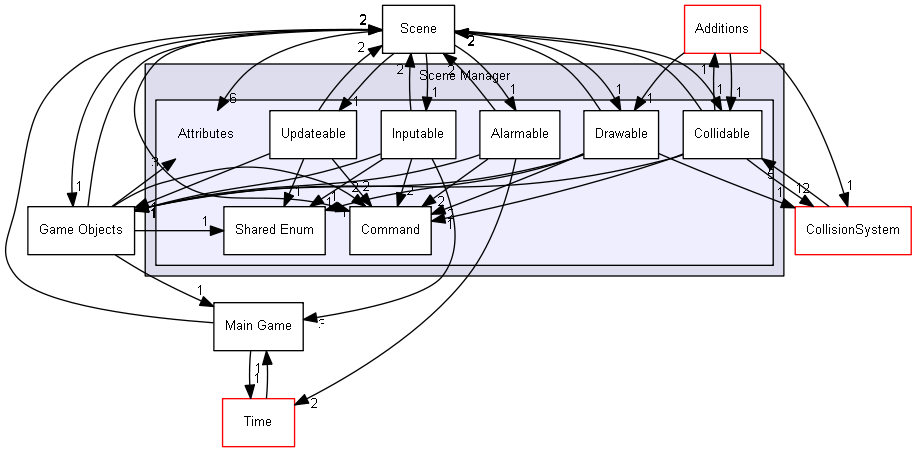 Scene
Additions
2
2
2
2
2
1
1
1
1
1
1
Scene Manager
6
Attributes
Updateable
Inputable
Alarmable
Drawable
Collidable
5
1
12
1
1
1
1
2
2
2
2
2
1
1
Game Objects
1
Shared Enum
Command
CollisionSystem
1
Main Game
1
1
2
Time